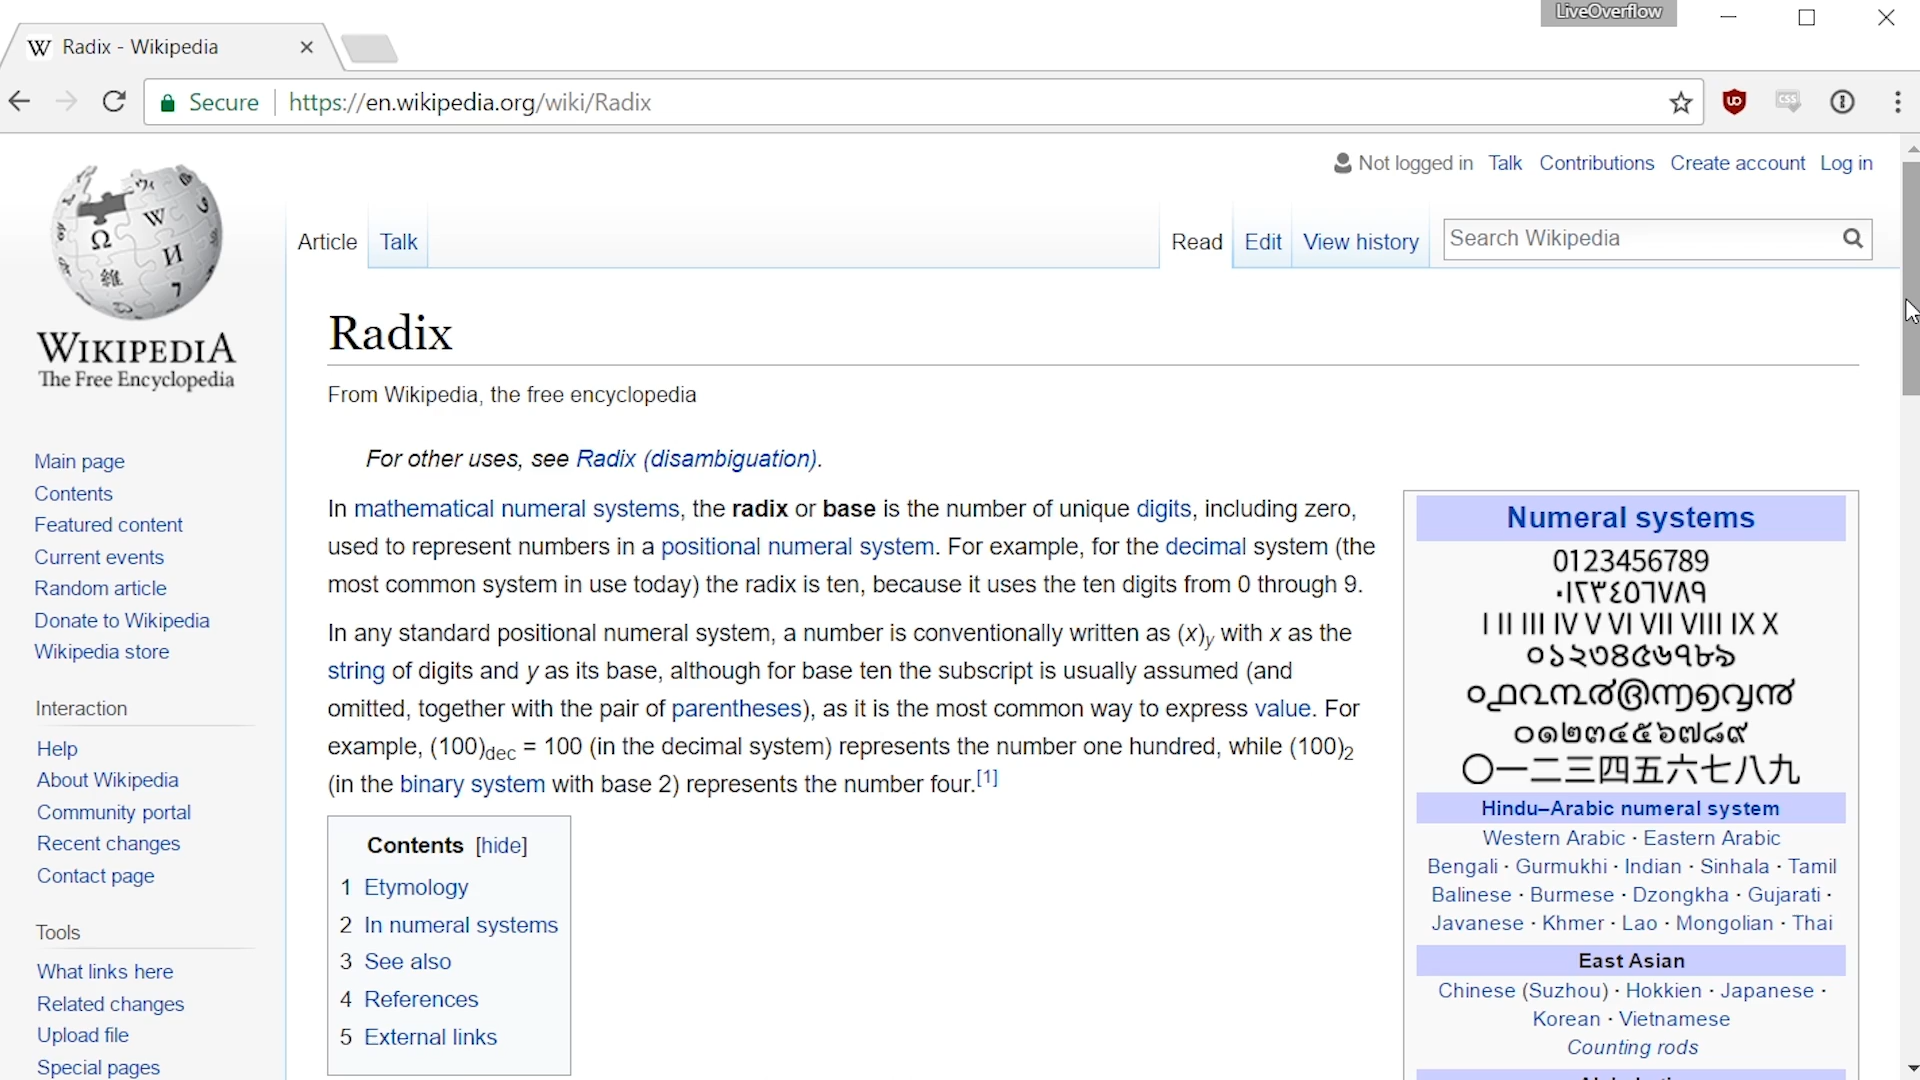 LiveOverflow
Radix - Wikipedia
Secure https://en.wikipedia.org/wiki/Radix
Not logged in Talk Contributions Create account Log in
Article Talk Read Edit View history Search Wikipedia
WIKIPEDIA
The Free Encyclopedia
Main page
Contents
Featured content
Current events
Random article
Donate to Wikipedia
Wikipedia store
Interaction
Help
About Wikipedia
Community portal
Recent changes
Contact page
Tools
What links here
Related changes
Upload file
Special pages
Radix
From Wikipedia, the free encyclopedia
For other uses, see Radix (disambiguation).
In mathematical numeral systems, the radix or base is the number of unique digits, including zero,
used to represent numbers in a positional numeral system. For example, for the decimal system (the
most common system in use today) the radix is ten, because it uses the ten digits from 0 through 9.
In any standard positional numeral system, a number is conventionally written as (x)y with x as the
string of digits and y as its base, although for base ten the subscript is usually assumed (and
omitted, together with the pair of parentheses), as it is the most common way to express value. For
example, (100)dec = 100 (in the decimal system) represents the number one hundred, while (100)2
(in the binary system with base 2) represents the number four.[1]
Contents [hide]
1 Etymology
2 In numeral systems
3 See also
4 References
5 External links
Numeral systems
0123456789
٠١٢٣٤٥٦٧٨٩
I II III IV V VI VII VIII IX X
〇一二三四五六七八九
Hindu–Arabic numeral system
Western Arabic · Eastern Arabic
Bengali · Gurmukhi · Indian · Sinhala · Tamil
Balinese · Burmese · Dzongkha · Gujarati ·
Javanese · Khmer · Lao · Mongolian · Thai
East Asian
Chinese (Suzhou) · Hokkien · Japanese ·
Korean · Vietnamese
Counting rods